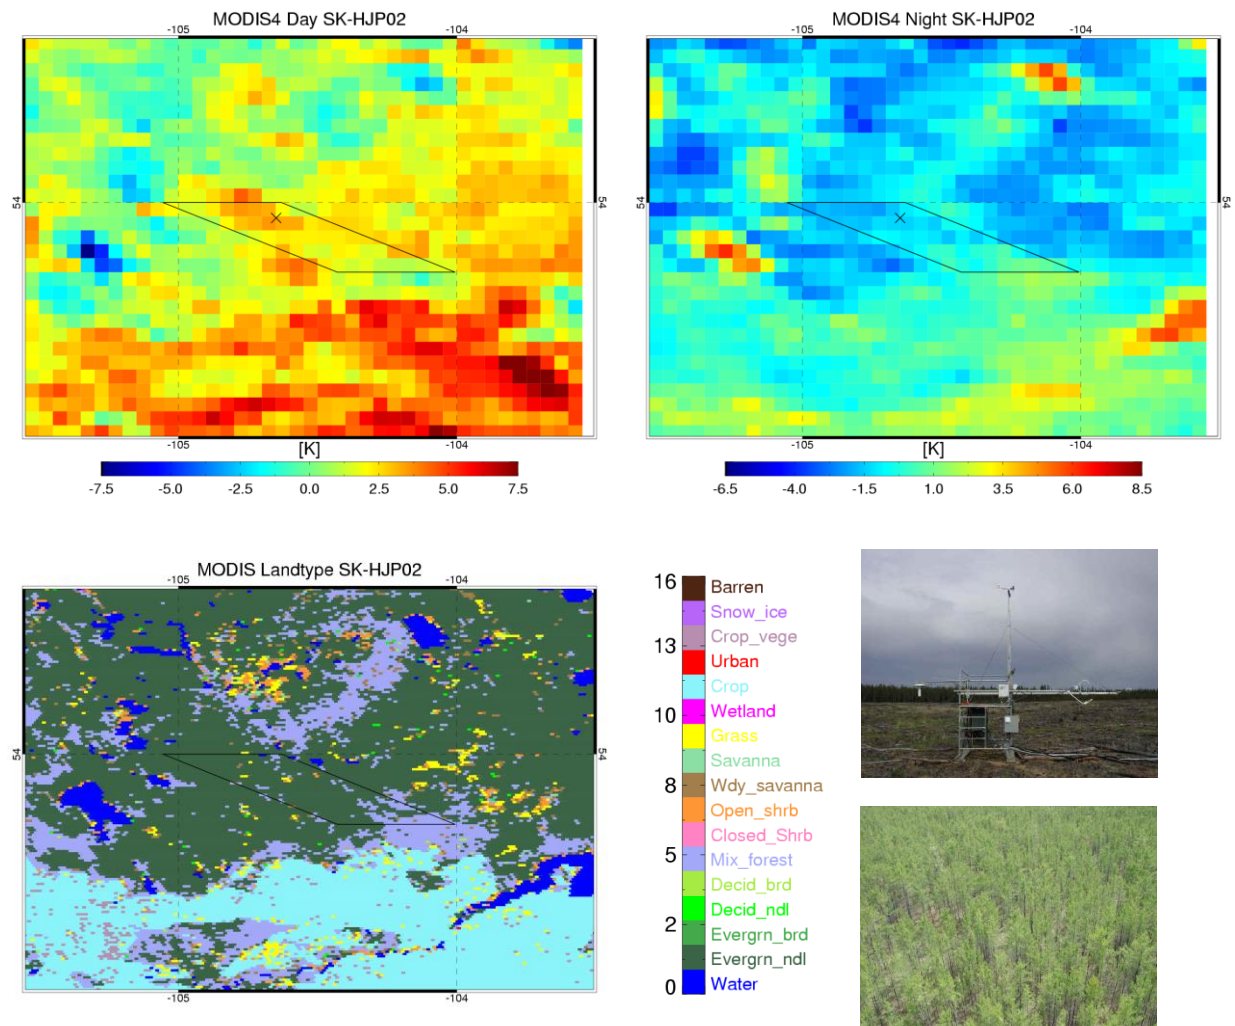 MODIS4 Day SK-HJP02
-105
-104
54
54
-105
-104
[K]
-7.5
-5.0
-2.5
0.0
2.5
5.0
7.5
MODIS4 Night SK-HJP02
-105
-104
54
54
-105
-104
[K]
-6.5
-4.0
-1.5
1.0
3.5
6.0
8.5
MODIS Landtype SK-HJP02
-105
-104
54
54
-105
-104
16
13
10
8
5
2
0
Barren
Snow_ice
Crop_vege
Urban
Crop
Wetland
Grass
Savanna
Wdy_savanna
Open_shrb
Closed_Shrb
Mix_forest
Decid_brd
Decid_ndl
Evergrn_brd
Evergrn_ndl
Water